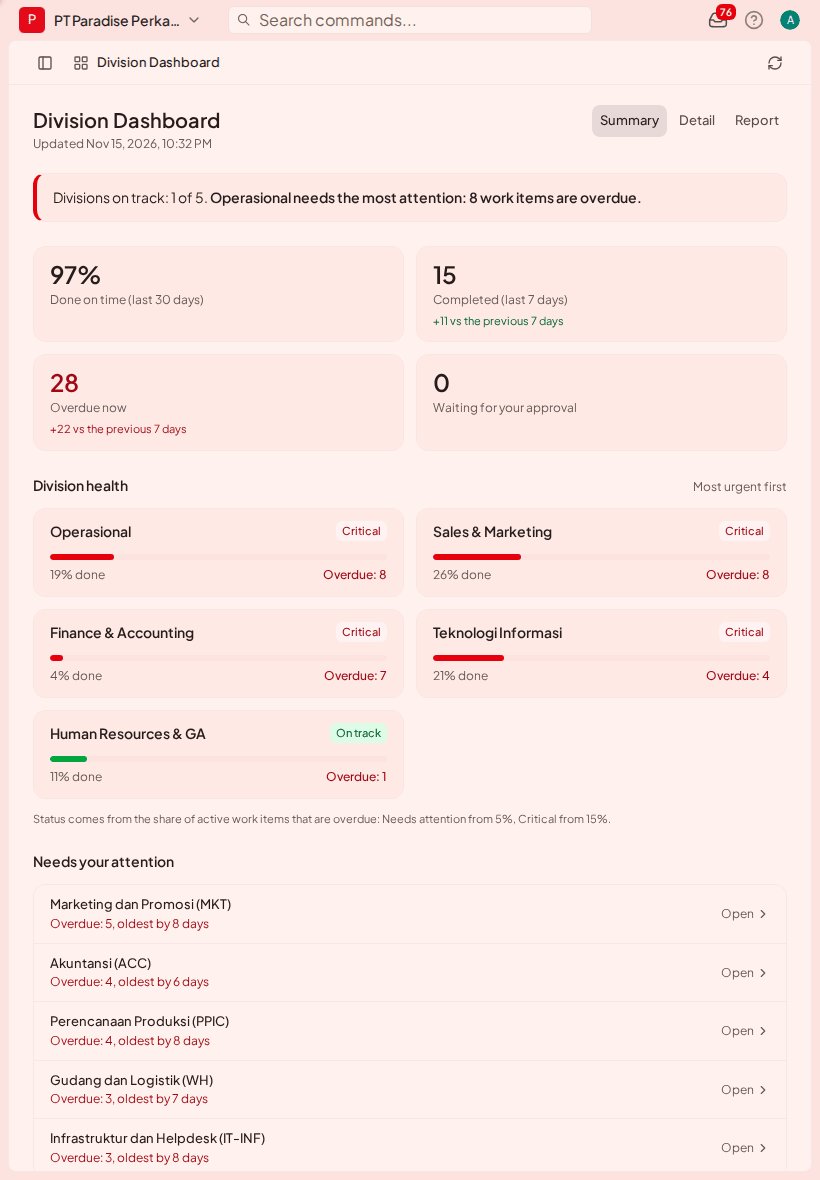 P PT Paradise Perka... Search commands... 76 A
Division Dashboard
Division Dashboard
Summary Detail Report
Updated Nov 15, 2026, 10:32 PM
Divisions on track: 1 of 5. Operasional needs the most attention: 8 work items are overdue.
97%
Done on time (last 30 days)
15
Completed (last 7 days)
+11 vs the previous 7 days
28
Overdue now
+22 vs the previous 7 days
0
Waiting for your approval
Division health
Most urgent first
Operasional Critical
19% done Overdue: 8
Sales & Marketing Critical
26% done Overdue: 8
Finance & Accounting Critical
4% done Overdue: 7
Teknologi Informasi Critical
21% done Overdue: 4
Human Resources & GA On track
11% done Overdue: 1
Status comes from the share of active work items that are overdue: Needs attention from 5%, Critical from 15%.
Needs your attention
Marketing dan Promosi (MKT)
Overdue: 5, oldest by 8 days
Open
Akuntansi (ACC)
Overdue: 4, oldest by 6 days
Open
Perencanaan Produksi (PPIC)
Overdue: 4, oldest by 8 days
Open
Gudang dan Logistik (WH)
Overdue: 3, oldest by 7 days
Open
Infrastruktur dan Helpdesk (IT-INF)
Overdue: 3, oldest by 8 days
Open